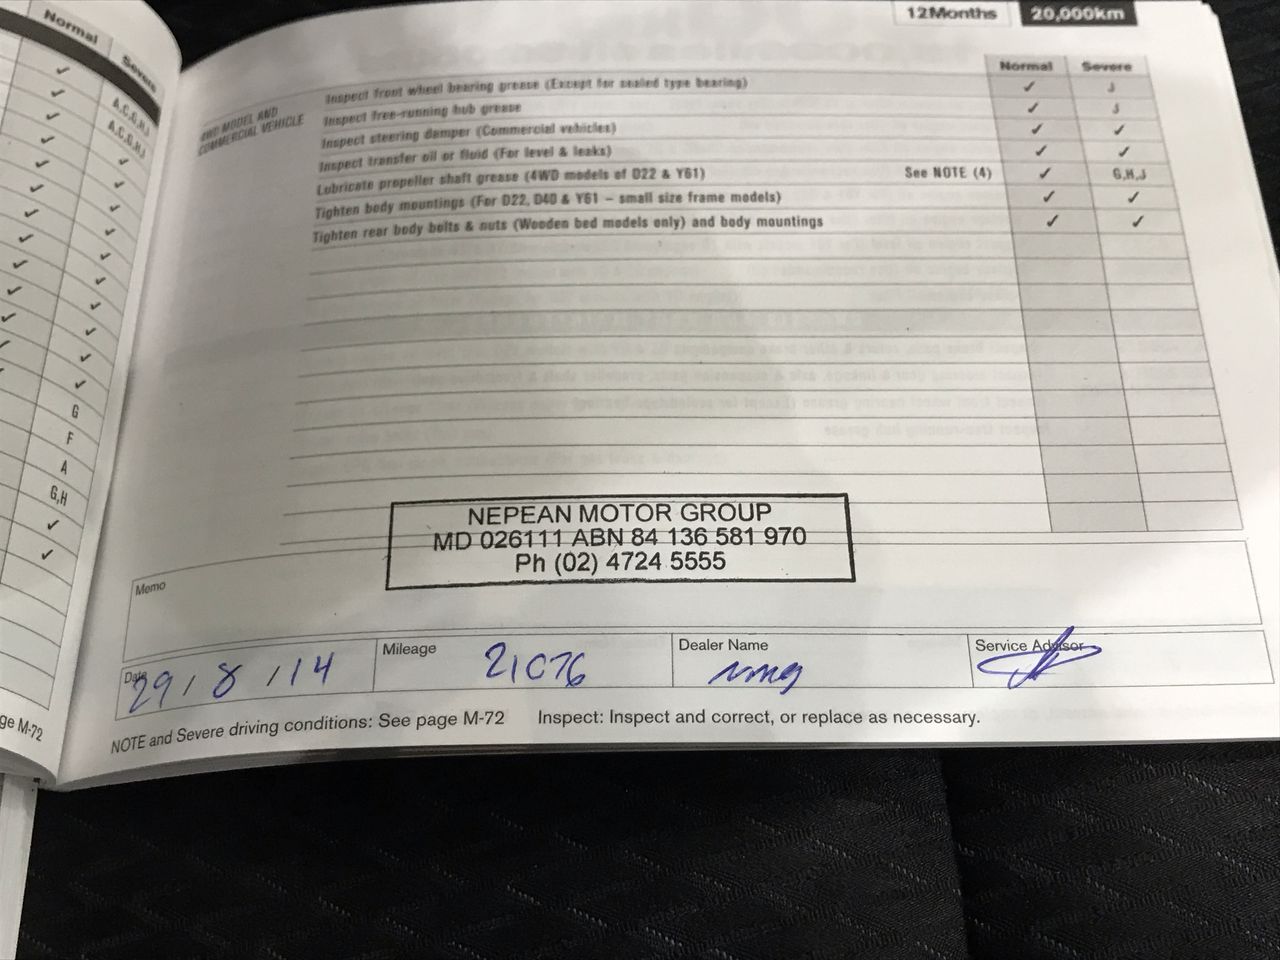 Normal Severe
✓ A,C,G,H,J
✓ A,C,G,H,J
✓ ✓
✓ ✓
✓ ✓
✓ ✓
✓ ✓
✓ ✓
✓ ✓
✓ ✓
✓ ✓
✓ ✓
G
F
A
G,H
✓
✓
ge M-72
12Months 20,000km
Normal Severe
4WD MODEL AND
COMMERCIAL VEHICLE
Inspect front wheel bearing grease (Except for sealed type bearing) ✓ J
Inspect free-running hub grease ✓ J
Inspect steering damper (Commercial vehicles) ✓ ✓
Inspect transfer oil or fluid (For level & leaks) ✓ ✓
Lubricate propeller shaft grease (4WD models of D22 & Y61) See NOTE (4) ✓ G,H,J
Tighten body mountings (For D22, D40 & Y61 – small size frame models) ✓ ✓
Tighten rear body bolts & nuts (Wooden bed models only) and body mountings ✓ ✓
NEPEAN MOTOR GROUP
MD 026111 ABN 84 136 581 970
Ph (02) 4724 5555
Memo
Date 29 / 8 / 14 Mileage 21076 Dealer Name nmg Service Advisor
NOTE and Severe driving conditions: See page M-72 Inspect: Inspect and correct, or replace as necessary.